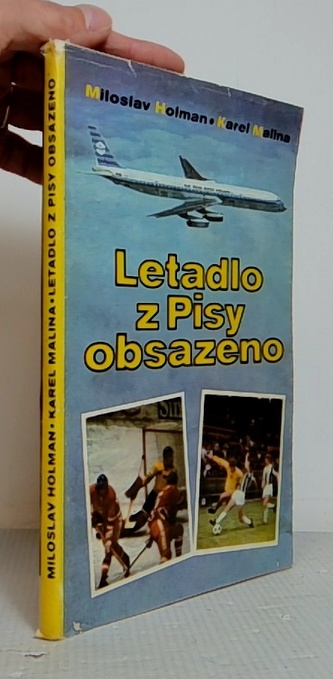 Miloslav Holman • Karel Malina
Letadlo
z Pisy
obsazeno
MILOSLAV HOLMAN • KAREL MALINA • LETADLO Z PISY OBSAZENO